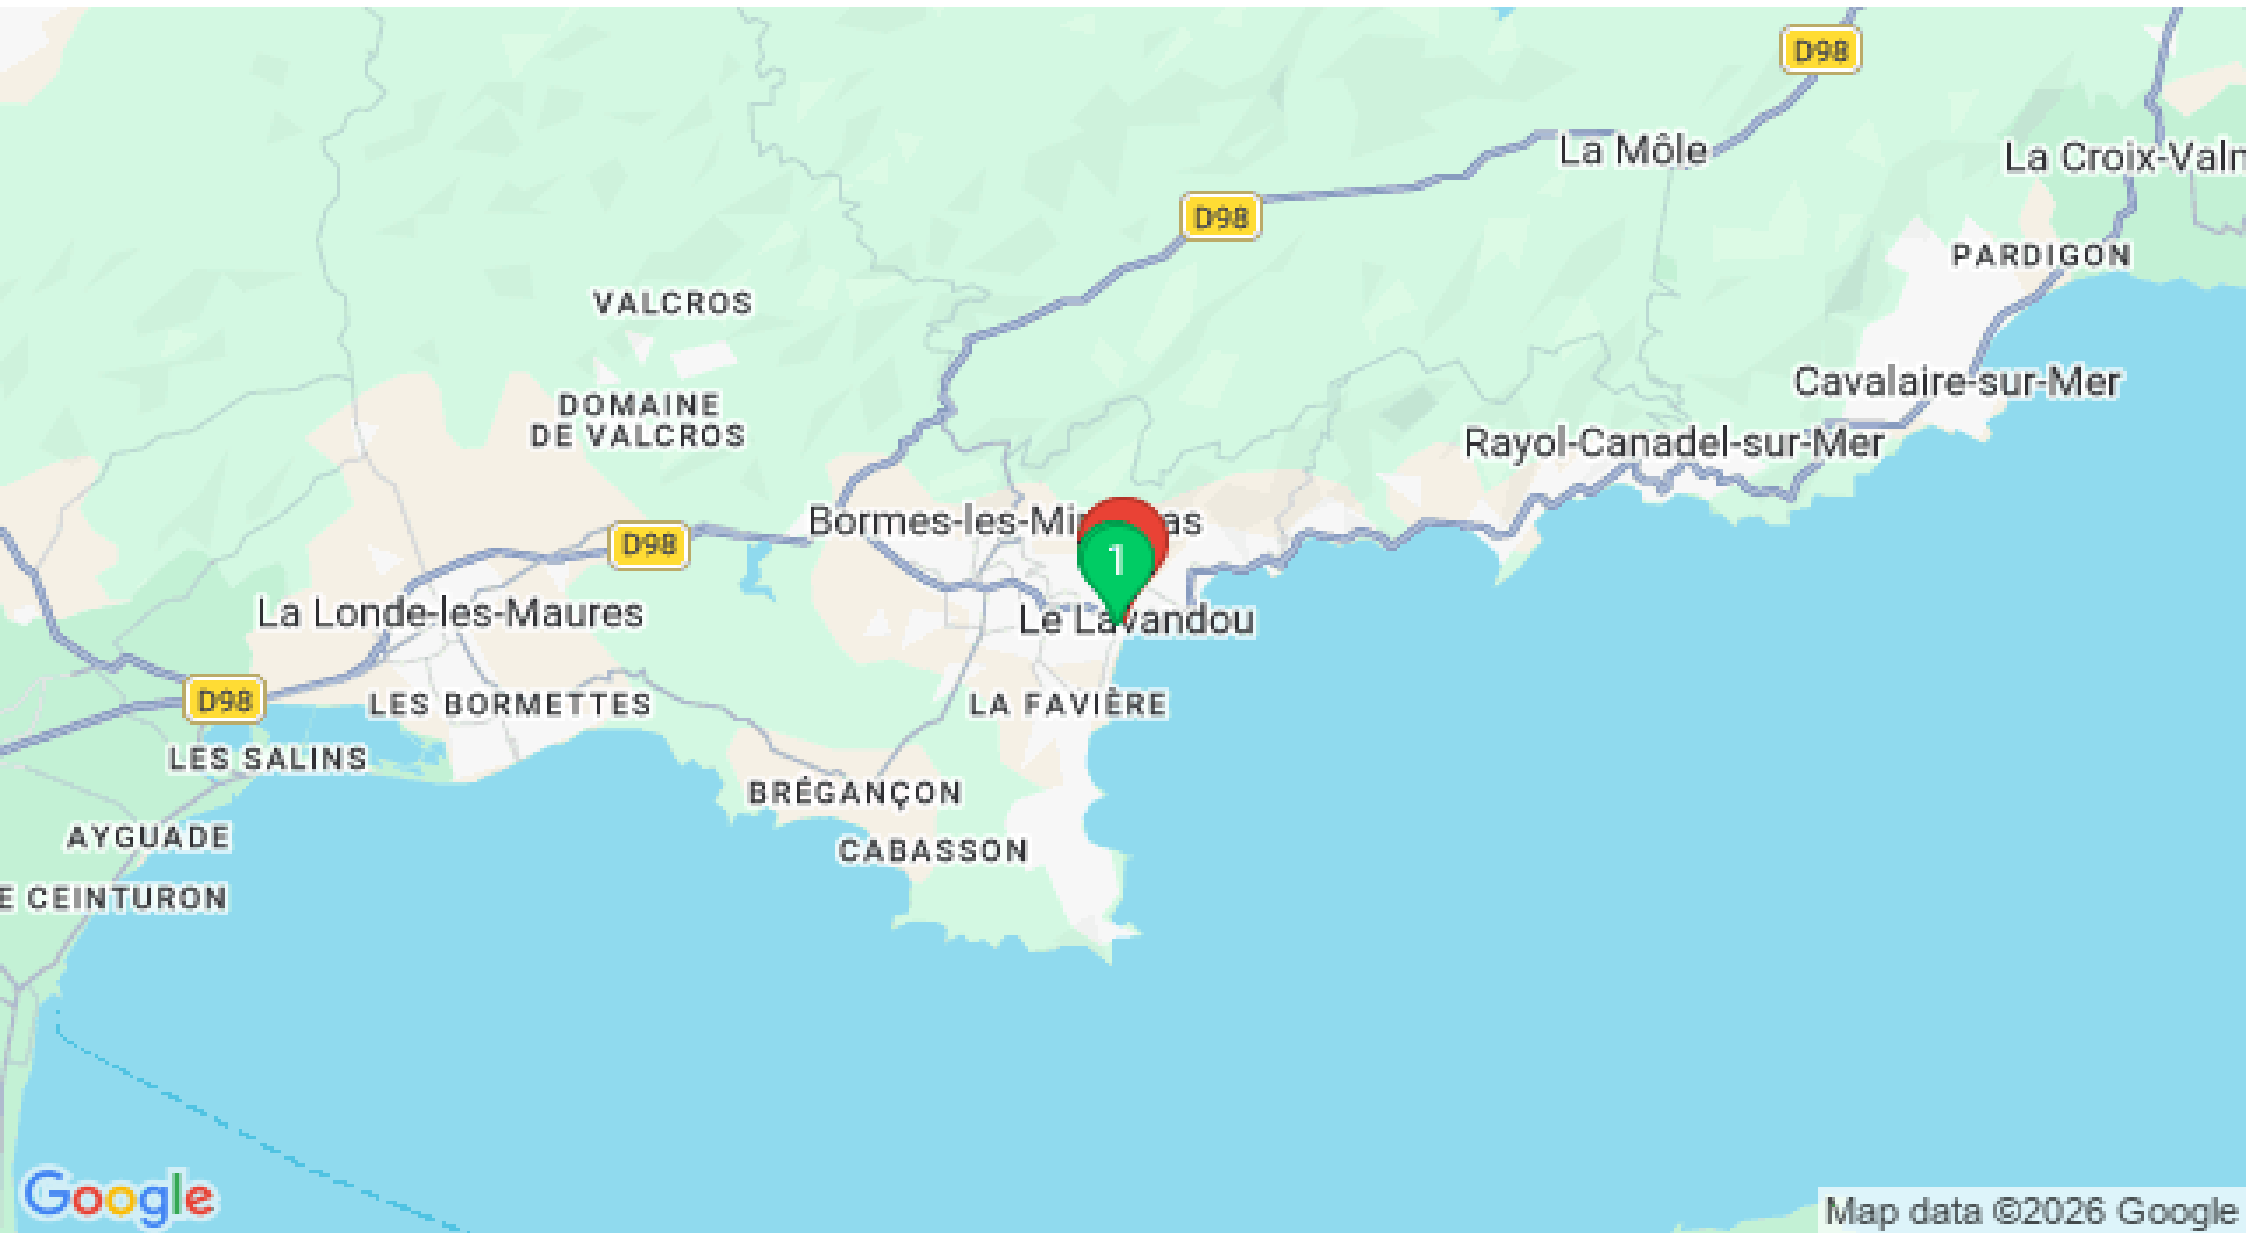 D98
La Môle
La Croix-Valm
D98
PARDIGON
VALCROS
Cavalaire-sur-Mer
DOMAINE
DE VALCROS
Rayol-Canadel-sur-Mer
Bormes-les-Mi as
D98
1
La Londe-les-Maures
Le Lavandou
D98
LES BORMETTES
LA FAVIÈRE
LES SALINS
BRÉGANÇON
AYGUADE
CABASSON
E CEINTURON
Google
Map data ©2026 Google